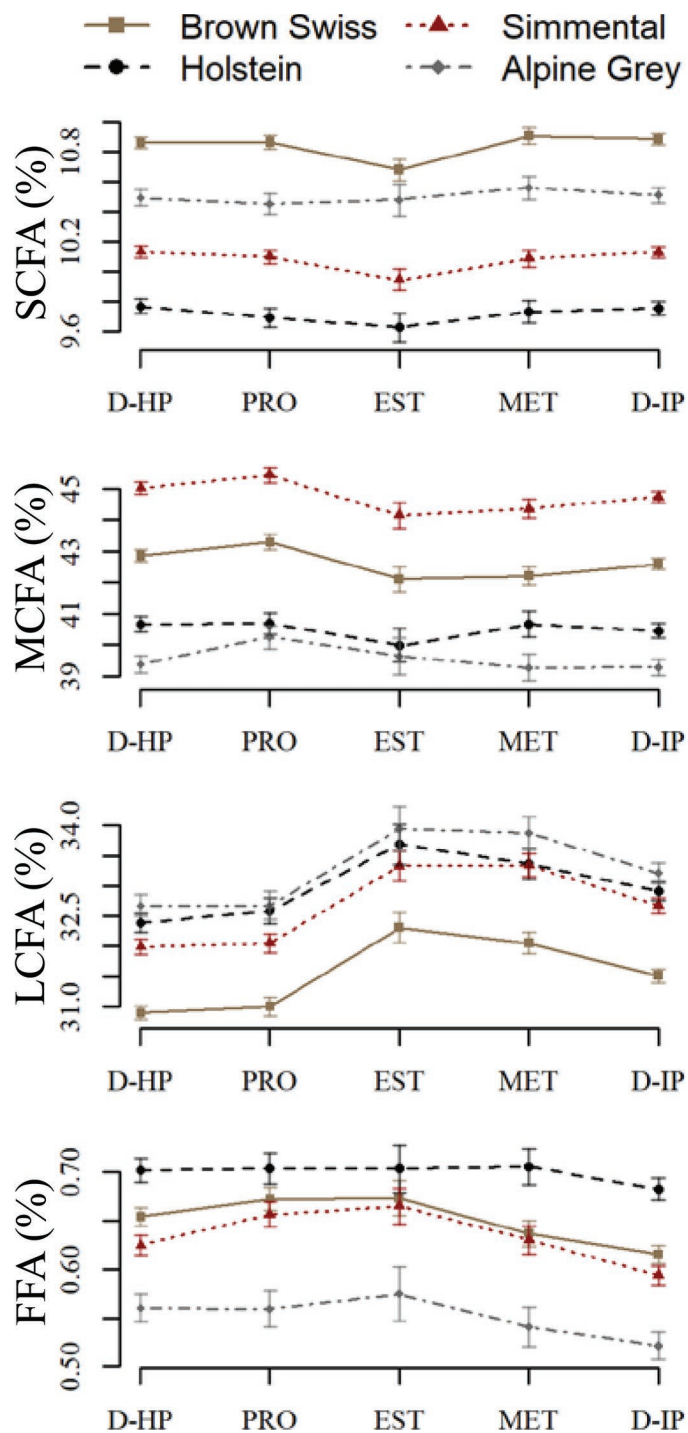 Brown Swiss Simmental
Holstein Alpine Grey
SCFA (%)
10.8
10.2
9.6
D-HP PRO EST MET D-IP
MCFA (%)
45
43
41
39
D-HP PRO EST MET D-IP
LCFA (%)
34.0
32.5
31.0
D-HP PRO EST MET D-IP
FFA (%)
0.70
0.60
0.50
D-HP PRO EST MET D-IP